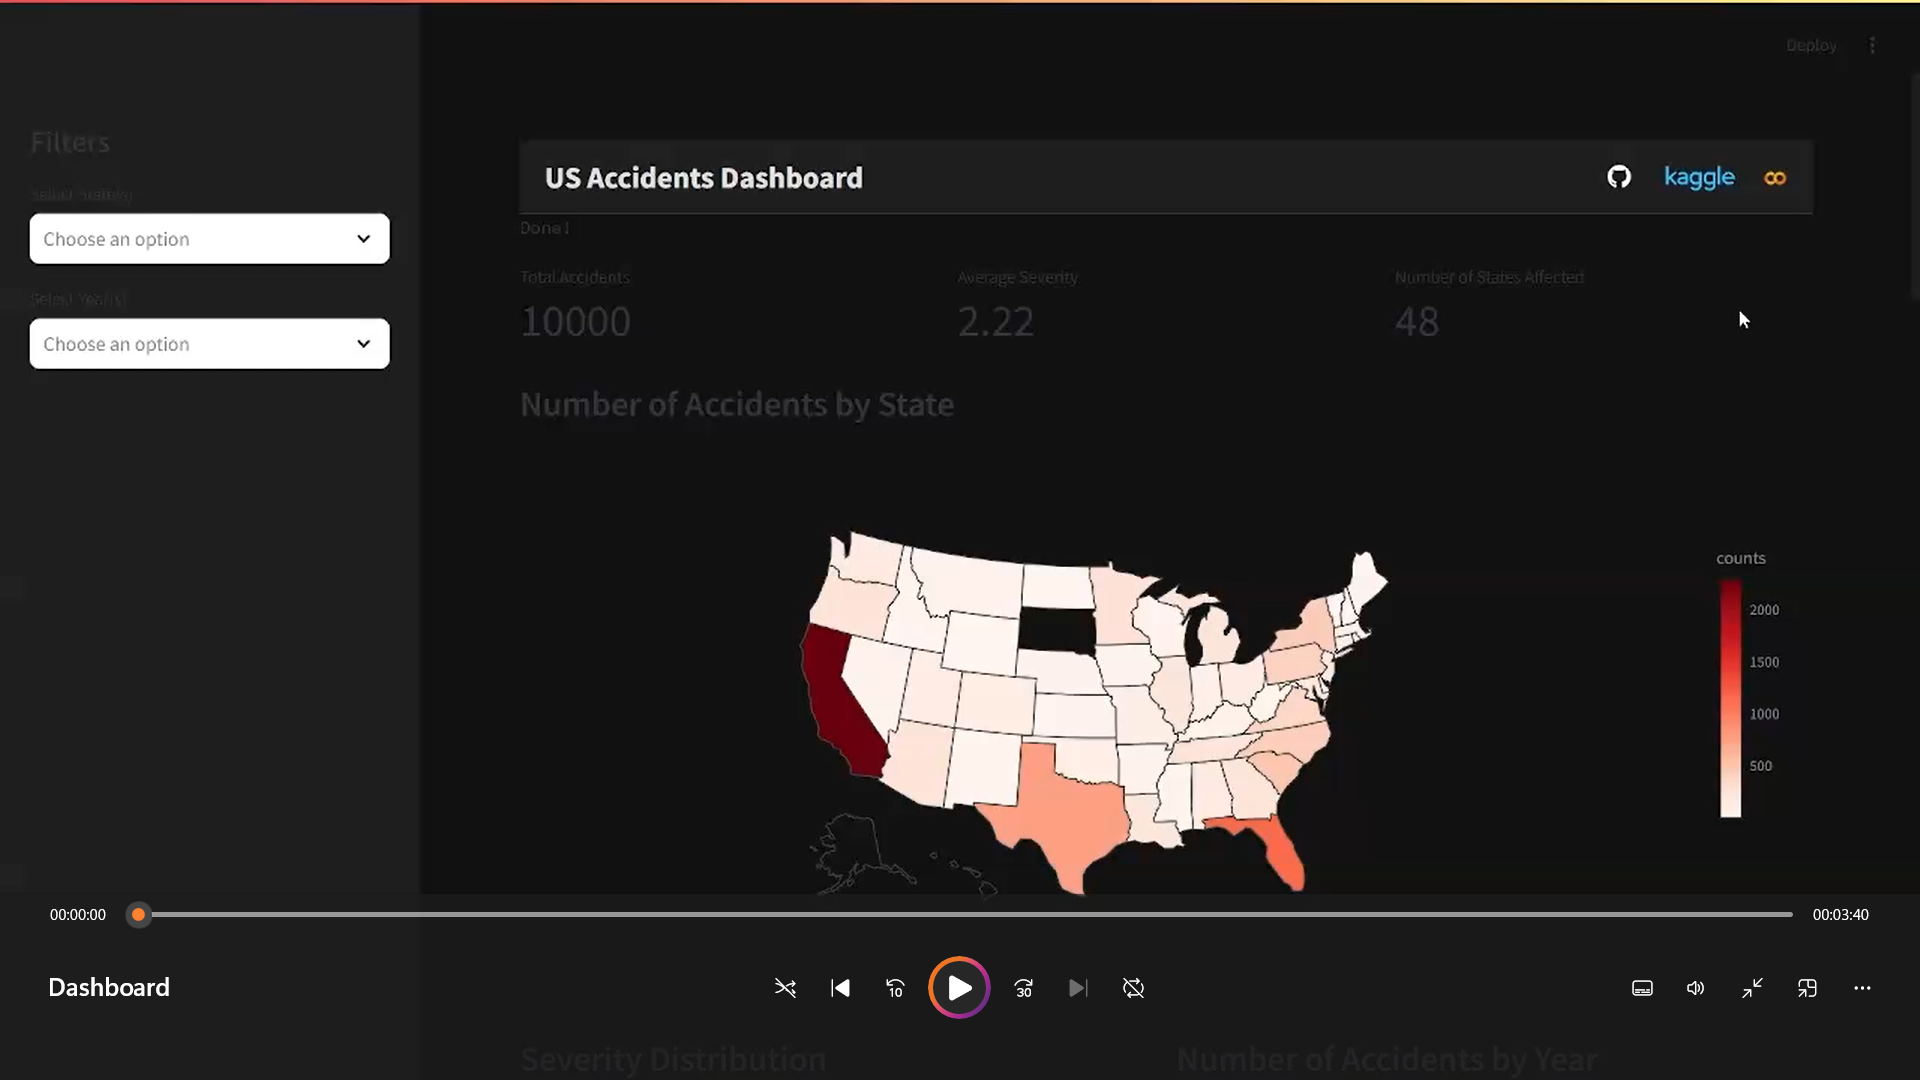 Deploy
Filters
Select State(s)
Choose an option
Select Year(s)
Choose an option
US Accidents Dashboard
kaggle
Done!
Total Accidents
Average Severity
Number of States Affected
10000
2.22
48
Number of Accidents by State
counts
2000
1500
1000
500
00:00:00
00:03:40
Dashboard
10
30
Severity Distribution
Number of Accidents by Year